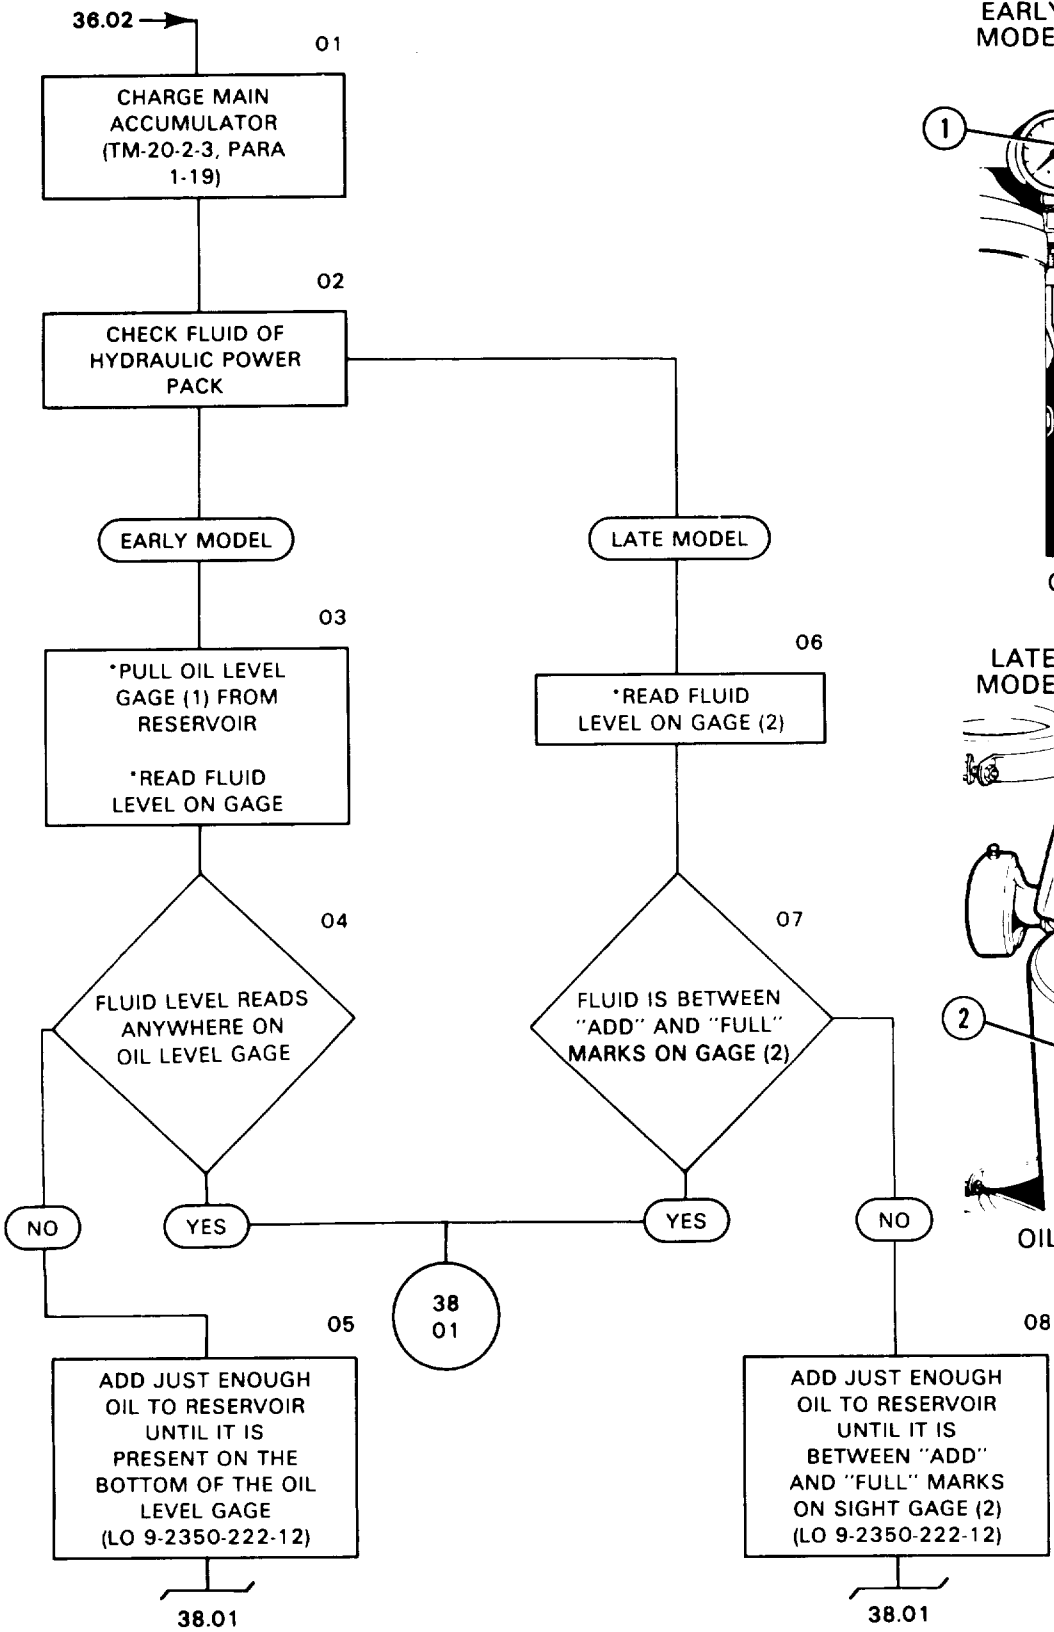 36.02
01
CHARGE MAIN
ACCUMULATOR
(TM-20-2-3, PARA
1-19)
02
CHECK FLUID OF
HYDRAULIC POWER
PACK
EARLY MODEL
LATE MODEL
03
*PULL OIL LEVEL
GAGE (1) FROM
RESERVOIR
*READ FLUID
LEVEL ON GAGE
06
*READ FLUID
LEVEL ON GAGE (2)
04
FLUID LEVEL READS
ANYWHERE ON
OIL LEVEL GAGE
07
FLUID IS BETWEEN
"ADD" AND "FULL"
MARKS ON GAGE (2)
NO
YES
YES
NO
38
01
05
ADD JUST ENOUGH
OIL TO RESERVOIR
UNTIL IT IS
PRESENT ON THE
BOTTOM OF THE OIL
LEVEL GAGE
(LO 9-2350-222-12)
38.01
08
ADD JUST ENOUGH
OIL TO RESERVOIR
UNTIL IT IS
BETWEEN "ADD"
AND "FULL" MARKS
ON SIGHT GAGE (2)
(LO 9-2350-222-12)
38.01
EARLY
MODE
1
LATE
MODE
2
OIL